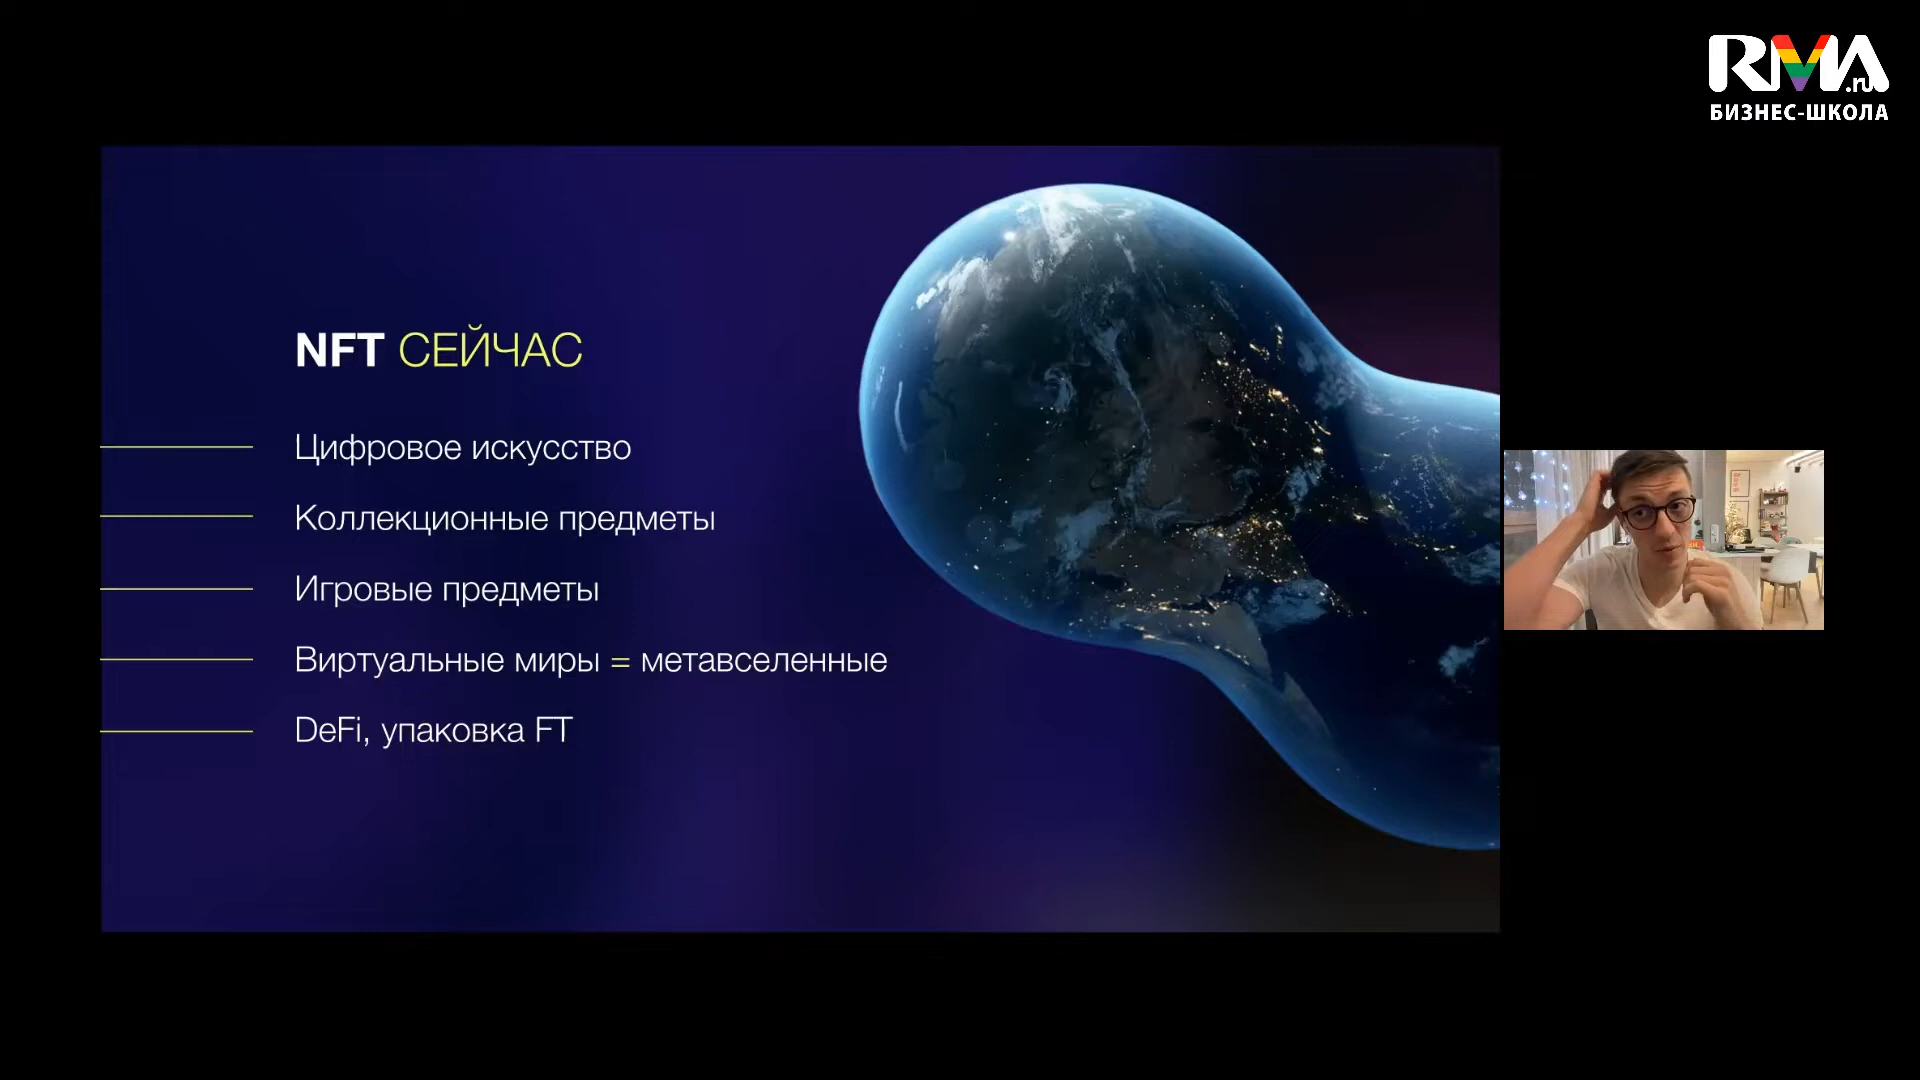 RMA
.ru
БИЗНЕС-ШКОЛА
NFT СЕЙЧАС
Цифровое искусство
Коллекционные предметы
Игровые предметы
Виртуальные миры = метавселенные
DeFi, упаковка FT